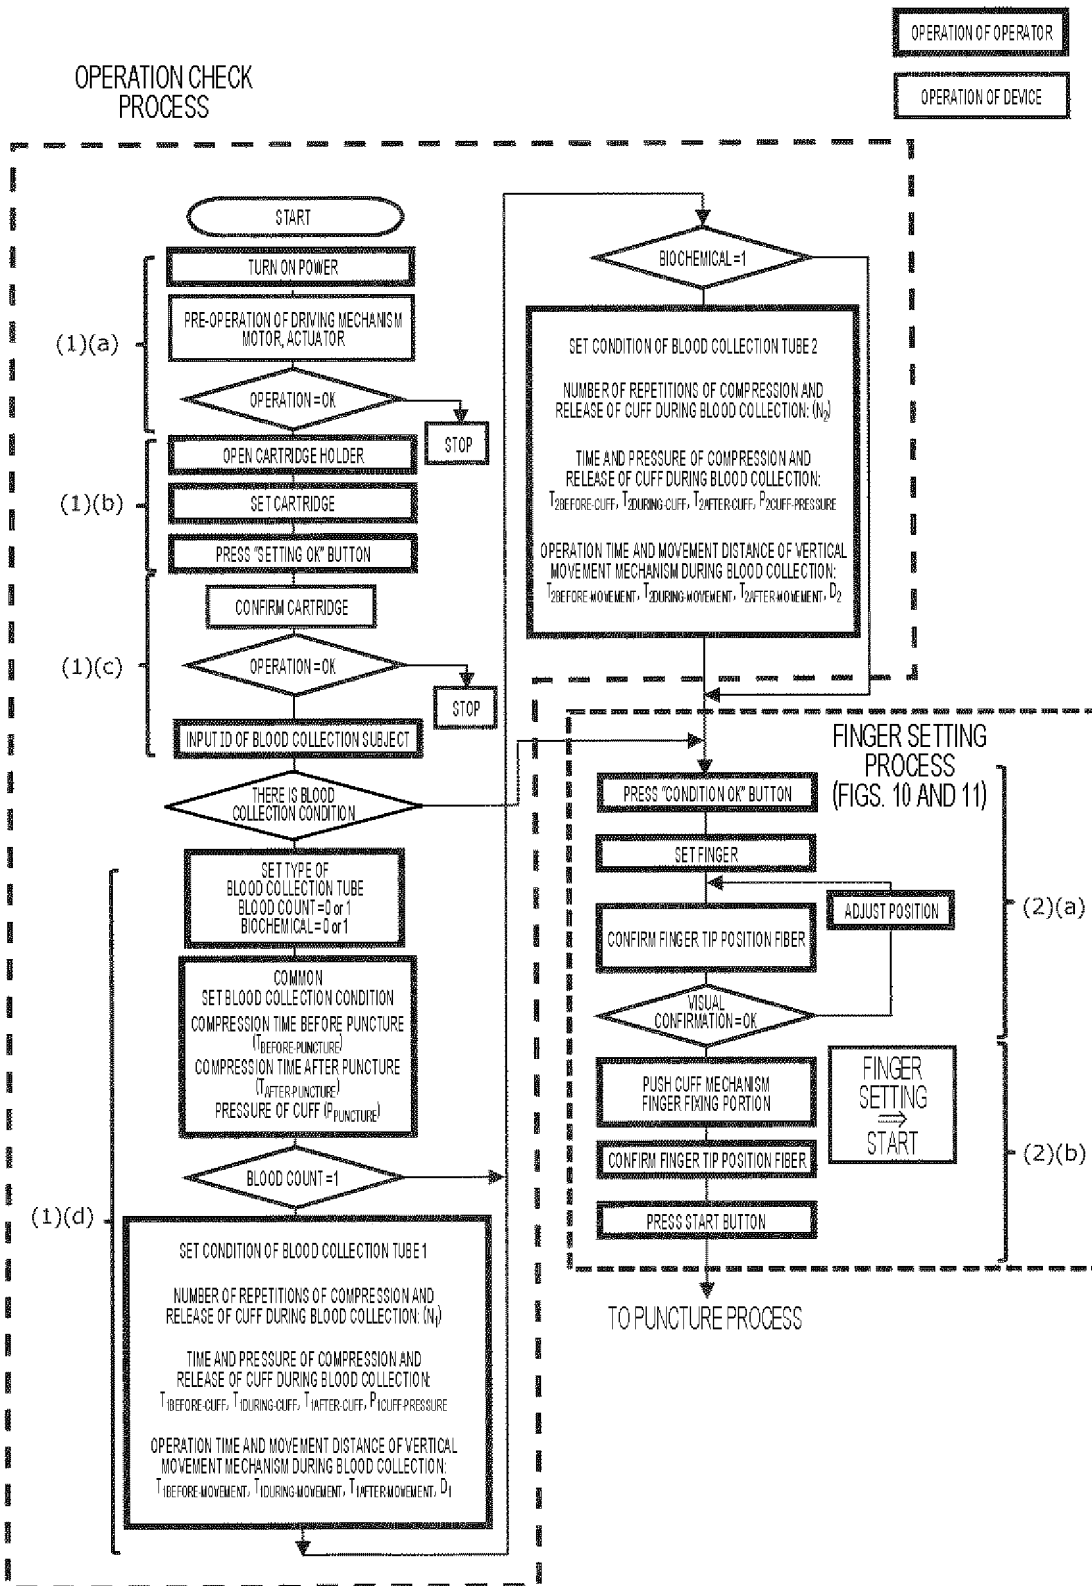 OPERATION OF OPERATOR
OPERATION OF DEVICE
OPERATION CHECK
PROCESS
START
(1)(a)
TURN ON POWER
PRE-OPERATION OF DRIVING MECHANISM
MOTOR, ACTUATOR
OPERATION = OK
STOP
(1)(b)
OPEN CARTRIDGE HOLDER
SET CARTRIDGE
PRESS "SETTING OK" BUTTON
(1)(c)
CONFIRM CARTRIDGE
OPERATION = OK
STOP
INPUT ID OF BLOOD COLLECTION SUBJECT
THERE IS BLOOD
COLLECTION CONDITION
(1)(d)
SET TYPE OF
BLOOD COLLECTION TUBE
BLOOD COUNT = 0 or 1
BIOCHEMICAL = 0 or 1
COMMON
SET BLOOD COLLECTION CONDITION
COMPRESSION TIME BEFORE PUNCTURE
(T_BEFORE-PUNCTURE)
COMPRESSION TIME AFTER PUNCTURE
(T_AFTER-PUNCTURE)
PRESSURE OF CUFF (P_PUNCTURE)
BLOOD COUNT =1
SET CONDITION OF BLOOD COLLECTION TUBE 1
NUMBER OF REPETITIONS OF COMPRESSION AND
RELEASE OF CUFF DURING BLOOD COLLECTION: (N1)
TIME AND PRESSURE OF COMPRESSION AND
RELEASE OF CUFF DURING BLOOD COLLECTION:
T1BEFORE-CUFF, T1DURING-CUFF, T1AFTER-CUFF, P1CUFF-PRESSURE
OPERATION TIME AND MOVEMENT DISTANCE OF VERTICAL
MOVEMENT MECHANISM DURING BLOOD COLLECTION:
T1BEFORE-MOVEMENT, T1DURING-MOVEMENT, T1AFTER-MOVEMENT, D1
BIOCHEMICAL = 1
SET CONDITION OF BLOOD COLLECTION TUBE 2
NUMBER OF REPETITIONS OF COMPRESSION AND
RELEASE OF CUFF DURING BLOOD COLLECTION: (N2)
TIME AND PRESSURE OF COMPRESSION AND
RELEASE OF CUFF DURING BLOOD COLLECTION:
T2BEFORE-CUFF, T2DURING-CUFF, T2AFTER-CUFF, P2CUFF-PRESSURE
OPERATION TIME AND MOVEMENT DISTANCE OF VERTICAL
MOVEMENT MECHANISM DURING BLOOD COLLECTION:
T2BEFORE-MOVEMENT, T2DURING-MOVEMENT, T2AFTER-MOVEMENT, D2
FINGER SETTING
PROCESS
(FIGS. 10 AND 11)
PRESS "CONDITION OK" BUTTON
SET FINGER
ADJUST POSITION
(2)(a)
CONFIRM FINGER TIP POSITION FIBER
VISUAL
CONFIRMATION = OK
PUSH CUFF MECHANISM
FINGER FIXING PORTION
FINGER
SETTING
⇒
START
(2)(b)
CONFIRM FINGER TIP POSITION FIBER
PRESS START BUTTON
TO PUNCTURE PROCESS